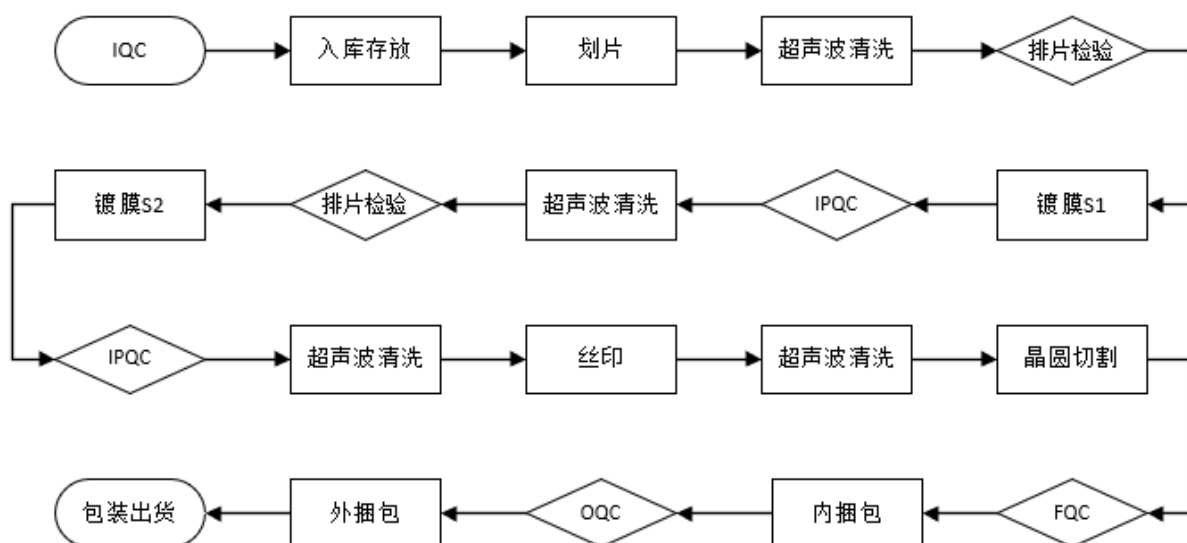 IQC
入库存放
划片
超声波清洗
排片检验
镀膜S1
IPQC
超声波清洗
排片检验
镀膜S2
IPQC
超声波清洗
丝印
超声波清洗
晶圆切割
FQC
内捆包
OQC
外捆包
包装出货